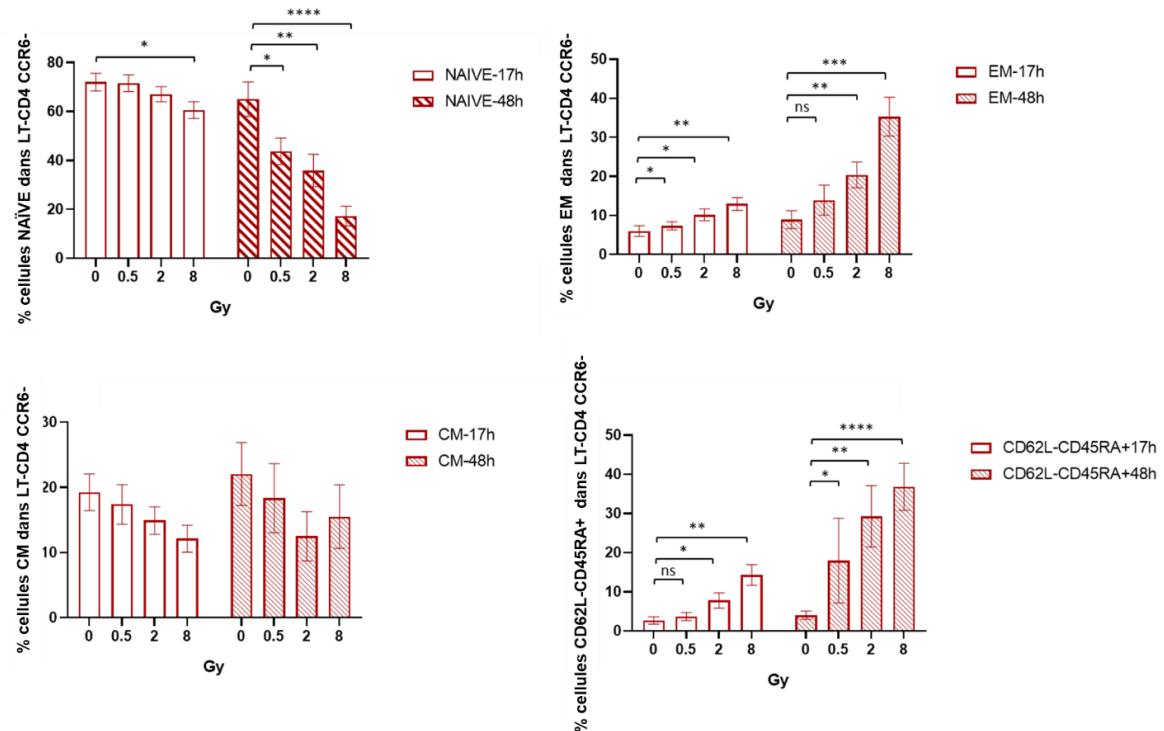 % cellules NAÏVE dans LT-CD4 CCR6-
80
60
40
20
0
*
****
**
*
0 0.5 2 8 0 0.5 2 8
Gy
NAIVE-17h
NAIVE-48h
% cellules EM dans LT-CD4 CCR6-
50
40
30
20
10
0
**
*
*
***
**
ns
0 0.5 2 8 0 0.5 2 8
Gy
EM-17h
EM-48h
% cellules CM dans LT-CD4 CCR6-
30
20
10
0
0 0.5 2 8 0 0.5 2 8
Gy
CM-17h
CM-48h
% cellules CD62L-CD45RA+ dans LT-CD4 CCR6-
50
40
30
20
10
0
**
*
ns
****
**
*
0 0.5 2 8 0 0.5 2 8
Gy
CD62L-CD45RA+17h
CD62L-CD45RA+48h